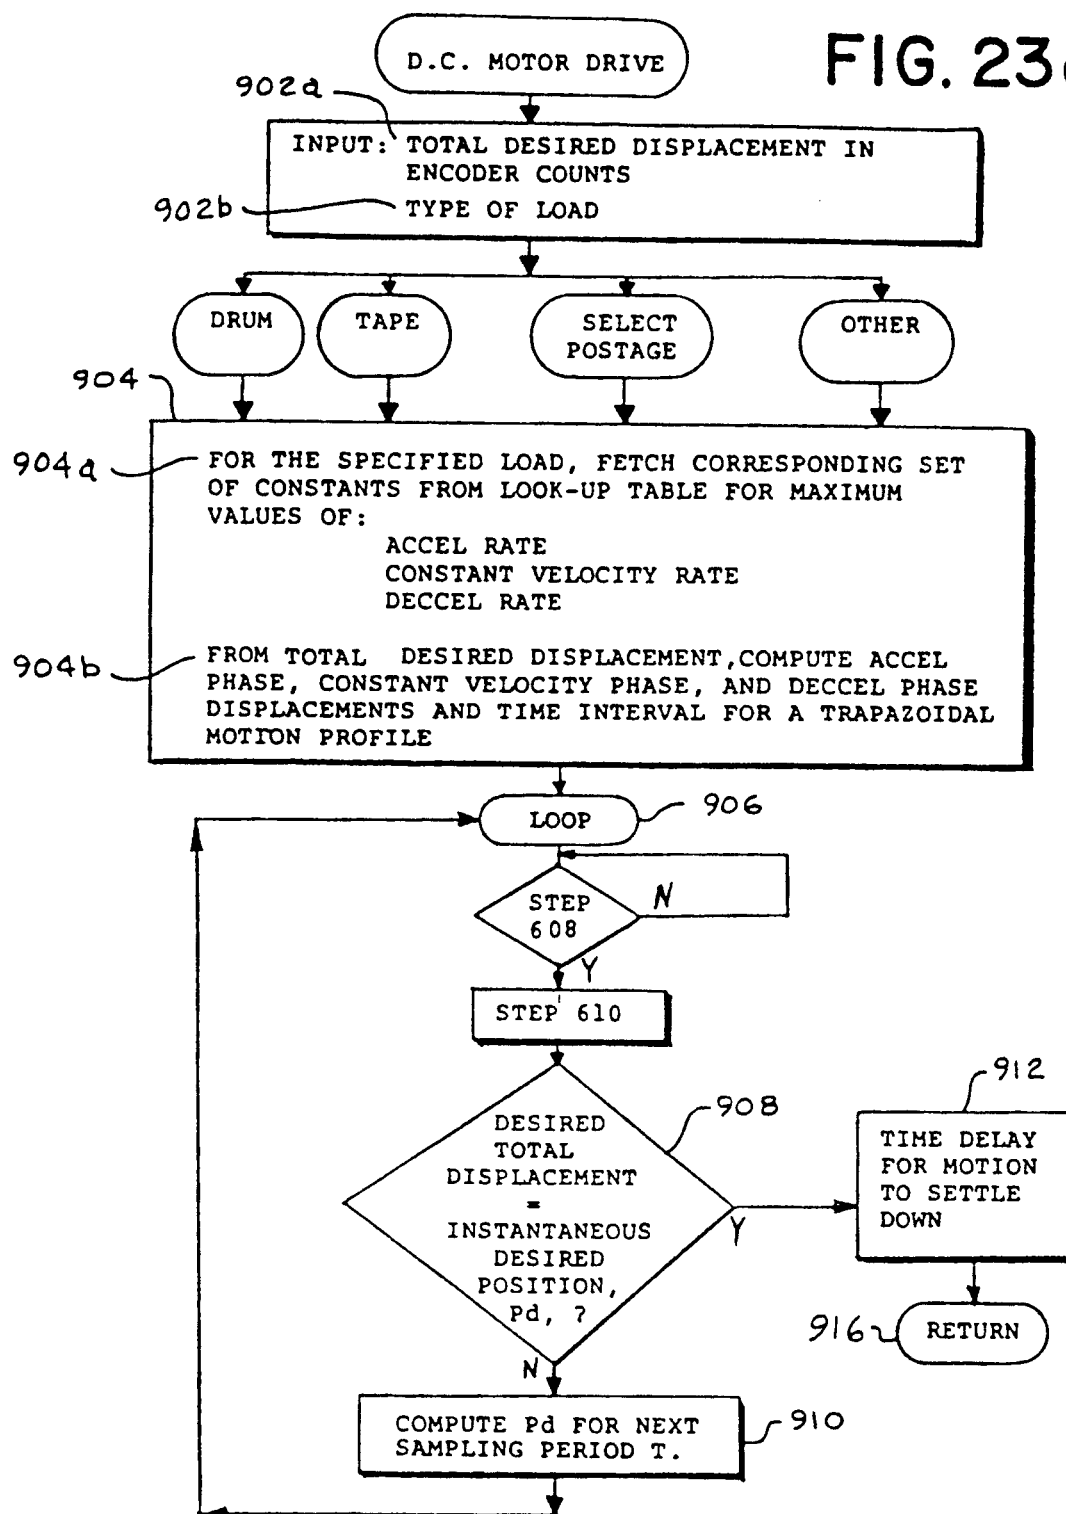 FIG. 23
D.C. MOTOR DRIVE
902a
INPUT: TOTAL DESIRED DISPLACEMENT IN
ENCODER COUNTS
902b
TYPE OF LOAD
DRUM
TAPE
SELECT
POSTAGE
OTHER
904
904a
FOR THE SPECIFIED LOAD, FETCH CORRESPONDING SET
OF CONSTANTS FROM LOOK-UP TABLE FOR MAXIMUM
VALUES OF:
ACCEL RATE
CONSTANT VELOCITY RATE
DECCEL RATE
904b
FROM TOTAL DESIRED DISPLACEMENT, COMPUTE ACCEL
PHASE, CONSTANT VELOCITY PHASE, AND DECCEL PHASE
DISPLACEMENTS AND TIME INTERVAL FOR A TRAPAZOIDAL
MOTION PROFILE
LOOP
906
STEP
608
N
Y
STEP 610
908
DESIRED
TOTAL
DISPLACEMENT
=
INSTANTANEOUS
DESIRED
POSITION,
Pd, ?
Y
N
912
TIME DELAY
FOR MOTION
TO SETTLE
DOWN
916
RETURN
COMPUTE Pd FOR NEXT
SAMPLING PERIOD T.
910